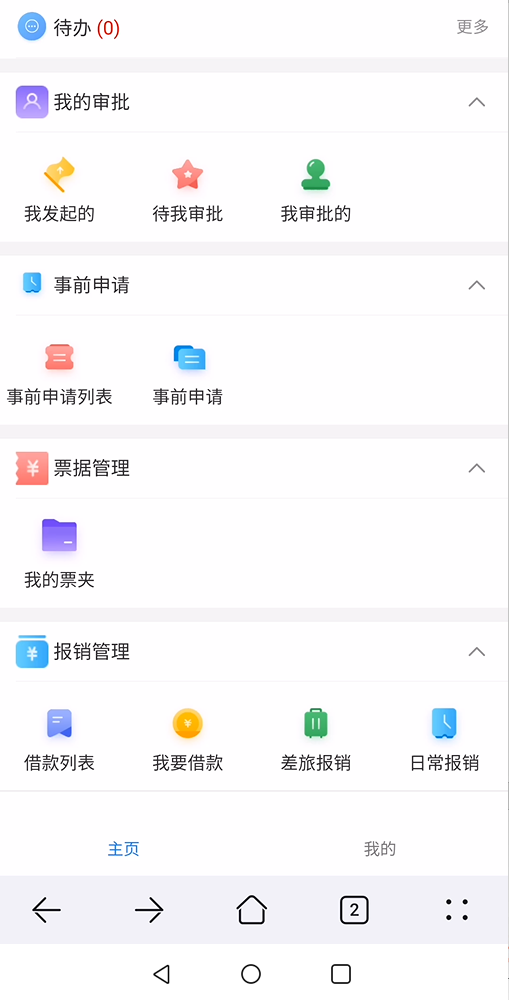 待办 (0) 更多
我的审批
我发起的 待我审批 我审批的
事前申请
事前申请列表 事前申请
¥ 票据管理
我的票夹
¥ 报销管理
¥
借款列表 我要借款 差旅报销 日常报销
主页 我的
2